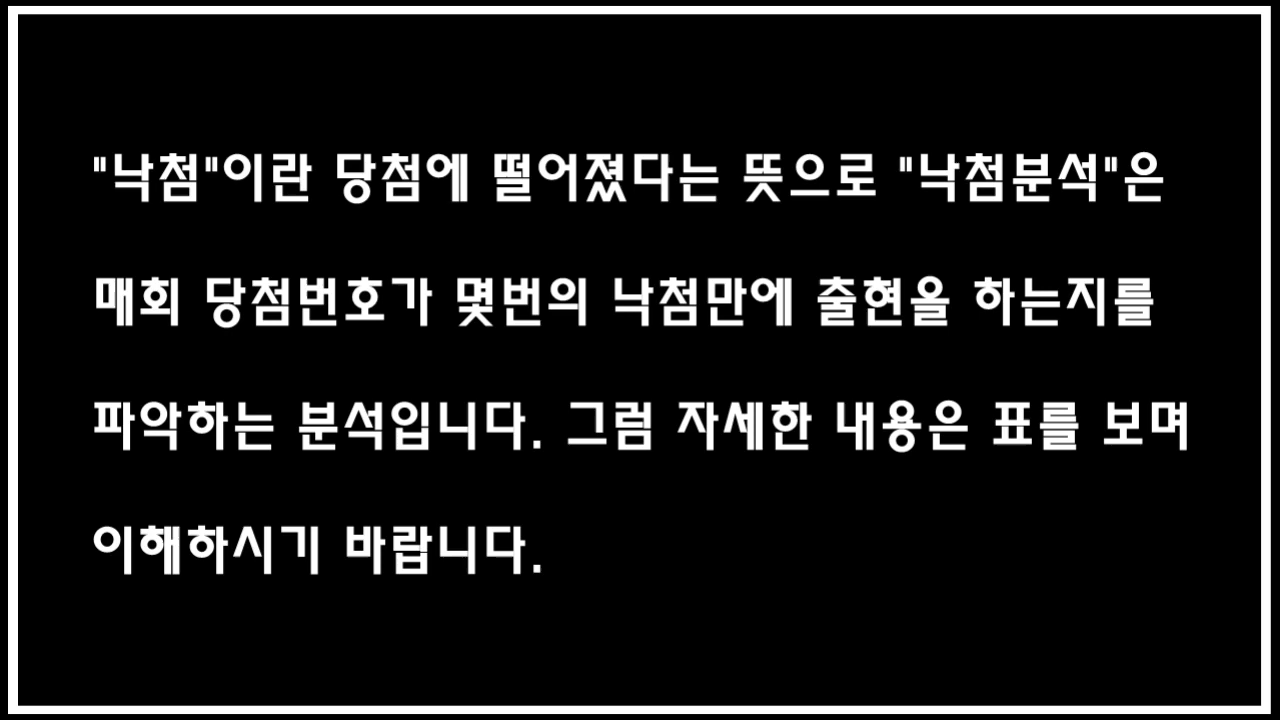 "낙첨"이란 당첨에 떨어졌다는 뜻으로 "낙첨분석"은
매회 당첨번호가 몇번의 낙첨만에 출현을 하는지를
파악하는 분석입니다. 그럼 자세한 내용은 표를 보며
이해하시기 바랍니다.